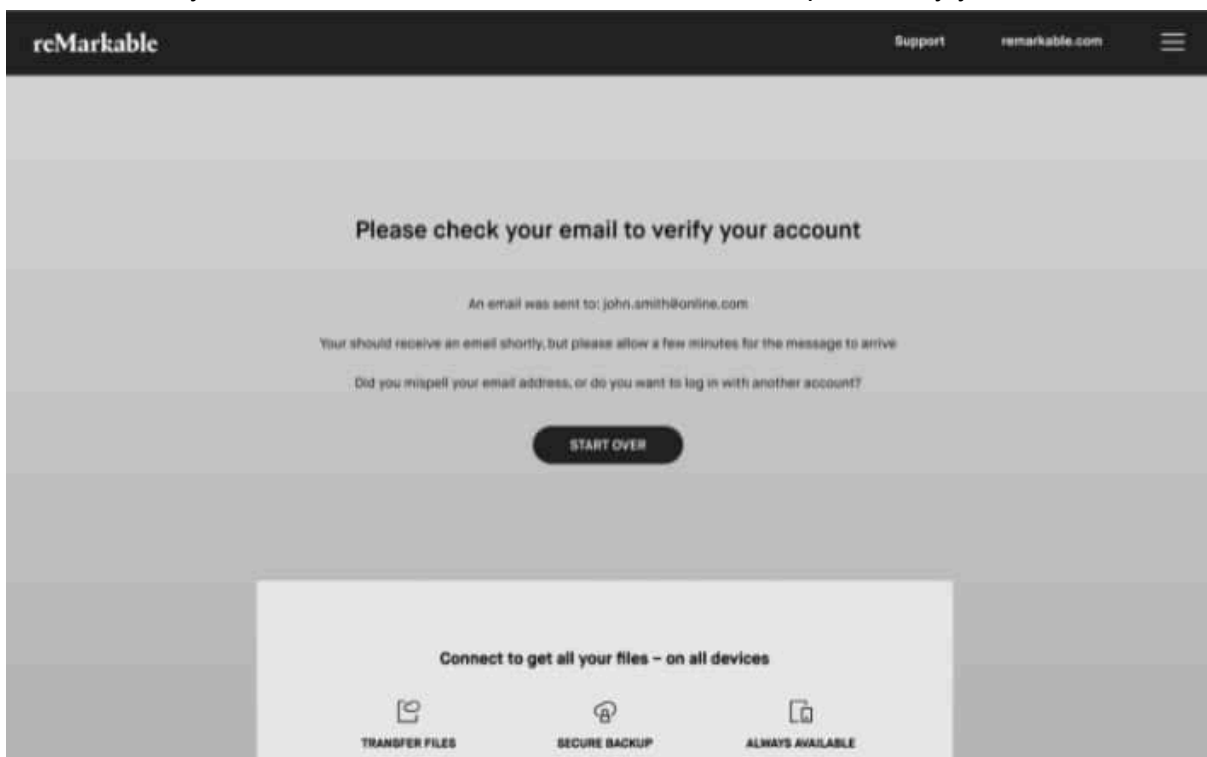 reMarkable Support remarkable.com
Please check your email to verify your account
An email was sent to: john.smith@online.com
Your should receive an email shortly, but please allow a few minutes for the message to arrive
Did you mispell your email address, or do you want to log in with another account?
START OVER
Connect to get all your files – on all devices
TRANSFER FILES SECURE BACKUP ALWAYS AVAILABLE